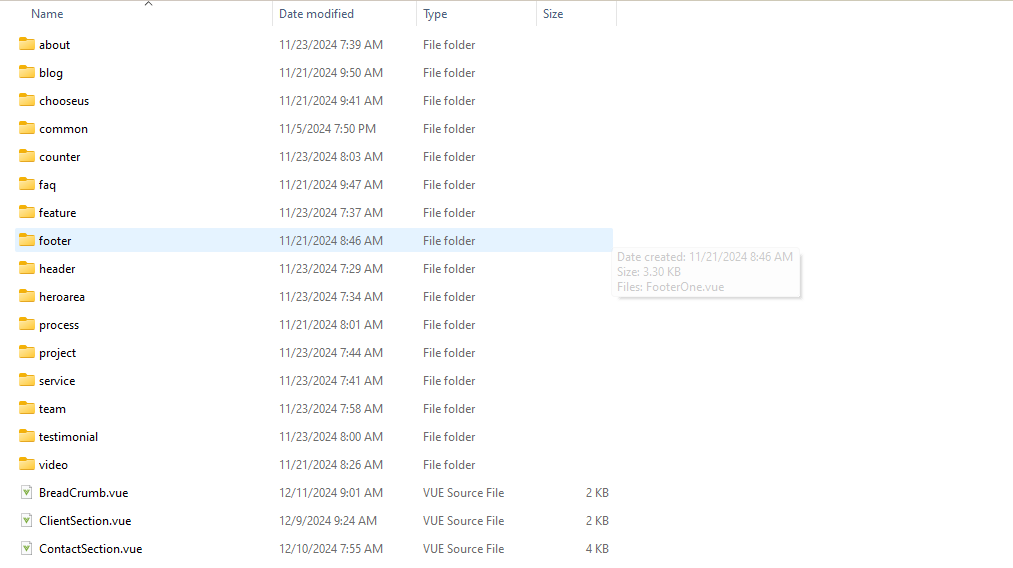 Name Date modified Type Size
about 11/23/2024 7:39 AM File folder
blog 11/21/2024 9:50 AM File folder
chooseus 11/21/2024 9:41 AM File folder
common 11/5/2024 7:50 PM File folder
counter 11/23/2024 8:03 AM File folder
faq 11/21/2024 9:47 AM File folder
feature 11/23/2024 7:37 AM File folder
footer 11/21/2024 8:46 AM File folder
Date created: 11/21/2024 8:46 AM
Size: 3.30 KB
Files: FooterOne.vue
header 11/23/2024 7:29 AM File folder
heroarea 11/23/2024 7:34 AM File folder
process 11/21/2024 8:01 AM File folder
project 11/23/2024 7:44 AM File folder
service 11/23/2024 7:41 AM File folder
team 11/23/2024 7:58 AM File folder
testimonial 11/23/2024 8:00 AM File folder
video 11/21/2024 8:26 AM File folder
BreadCrumb.vue 12/11/2024 9:01 AM VUE Source File 2 KB
ClientSection.vue 12/9/2024 9:24 AM VUE Source File 2 KB
ContactSection.vue 12/10/2024 7:55 AM VUE Source File 4 KB